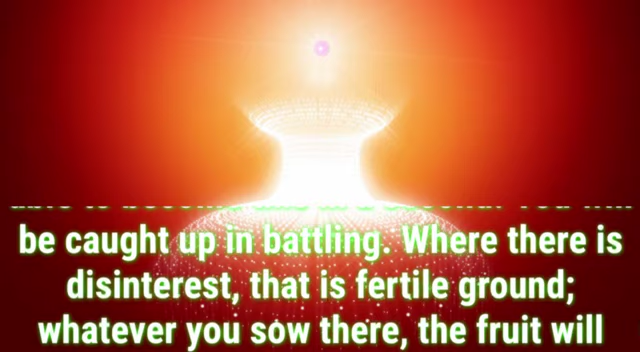 be caught up in battling. Where there is
disinterest, that is fertile ground;
whatever you sow there, the fruit will